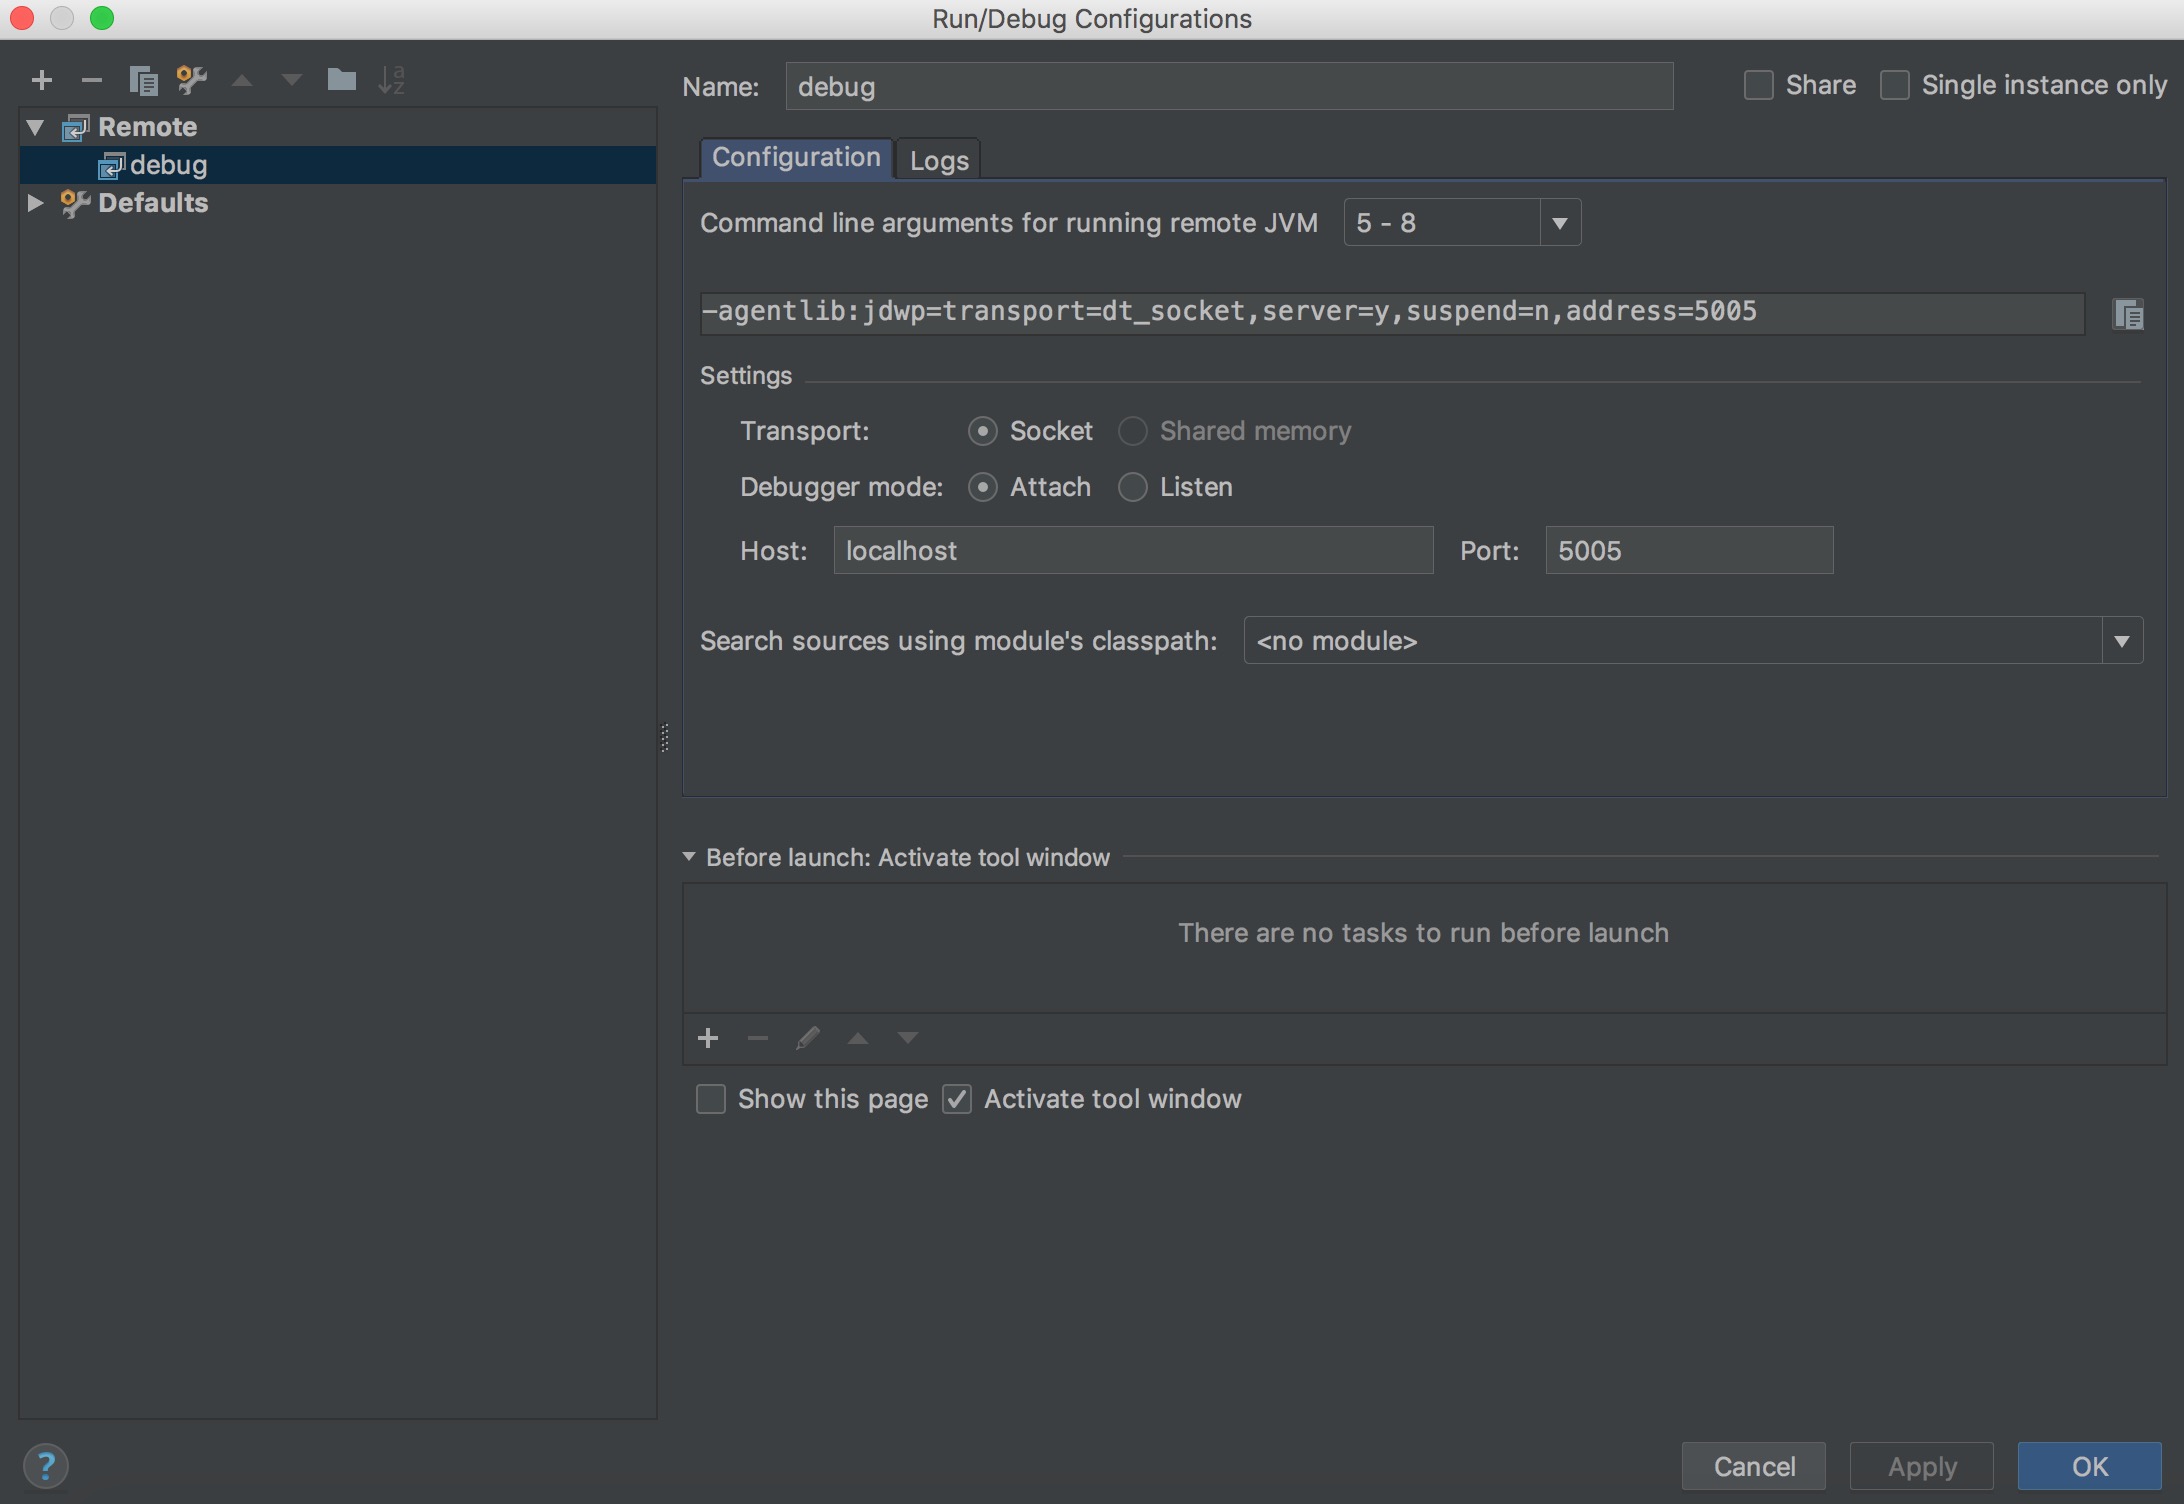 Run/Debug Configurations
Name: debug
Share
Single instance only
Remote
debug
Defaults
Configuration
Logs
Command line arguments for running remote JVM 5 - 8
-agentlib:jdwp=transport=dt_socket,server=y,suspend=n,address=5005
Settings
Transport: Socket Shared memory
Debugger mode: Attach Listen
Host: localhost Port: 5005
Search sources using module's classpath: <no module>
Before launch: Activate tool window
There are no tasks to run before launch
Show this page Activate tool window
? Cancel Apply OK